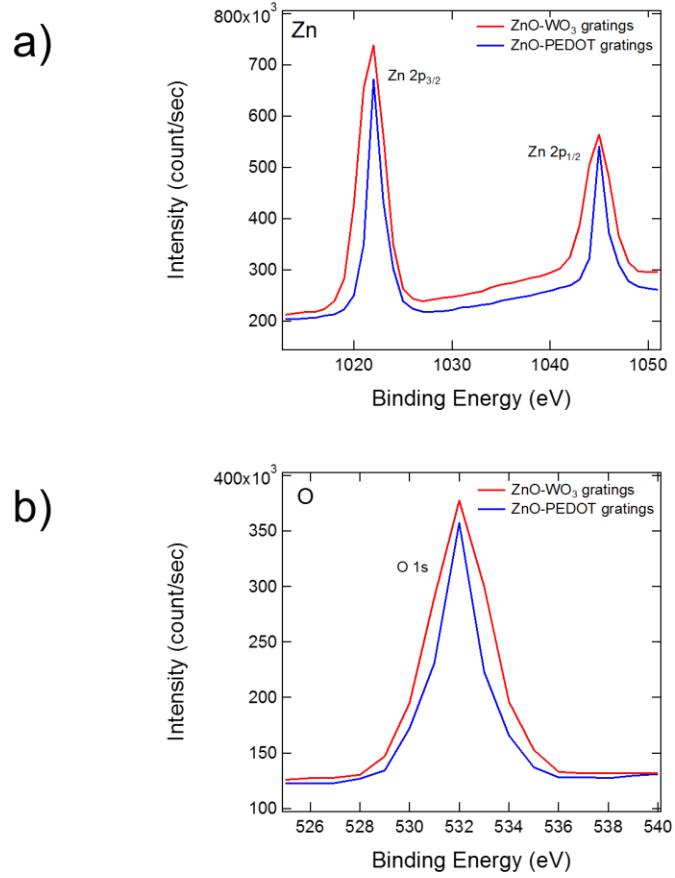 a)
800x10³
Zn
ZnO-WO₃ gratings
ZnO-PEDOT gratings
700
Zn 2p₃/₂
600
Zn 2p₁/₂
500
400
300
200
Intensity (count/sec)
1020 1030 1040 1050
Binding Energy (eV)
b)
400x10³
O
ZnO-WO₃ gratings
ZnO-PEDOT gratings
350
O 1s
300
250
200
150
100
Intensity (count/sec)
526 528 530 532 534 536 538 540
Binding Energy (eV)